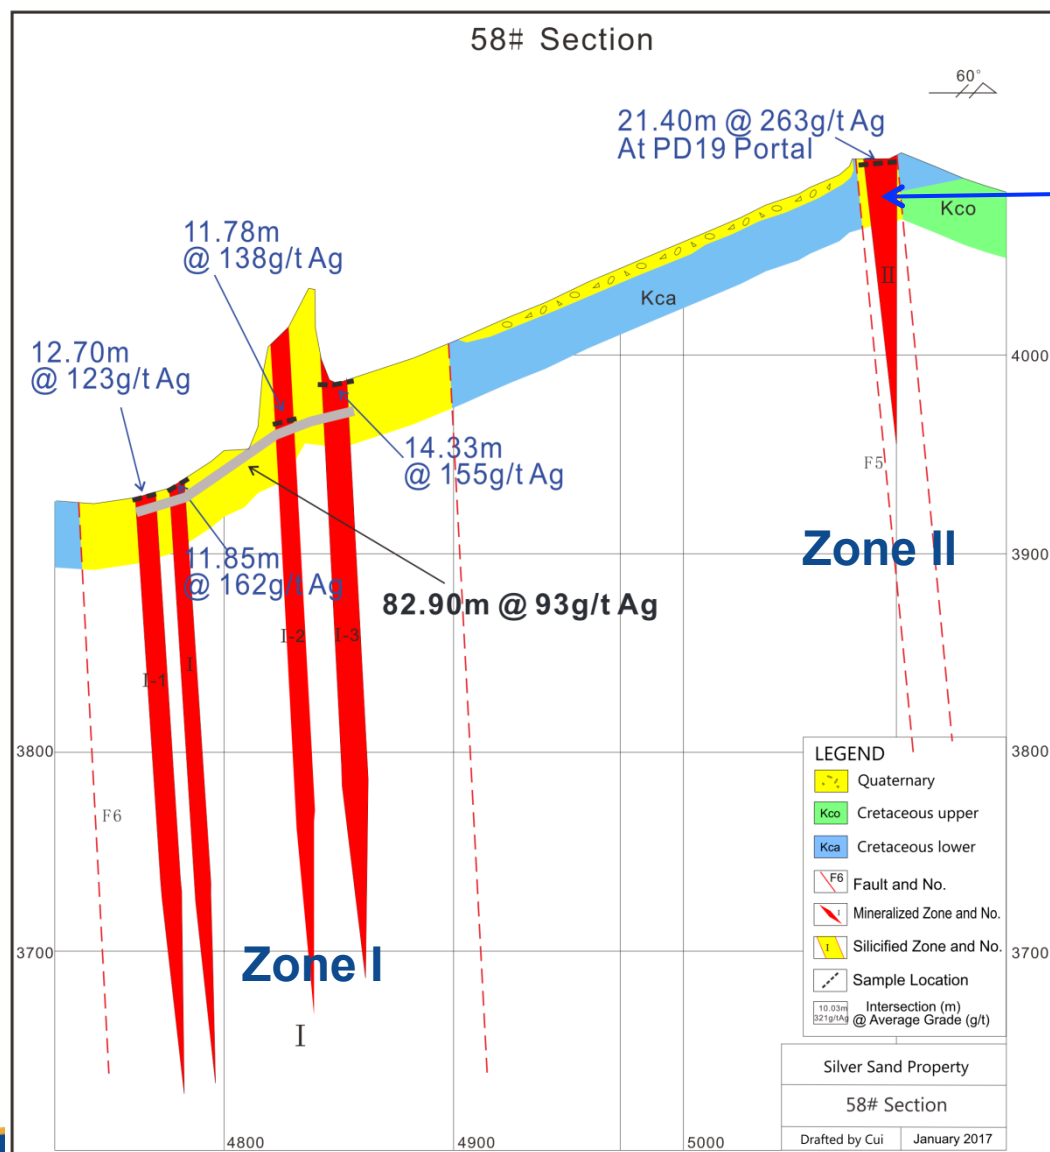 58# Section
60°
21.40m @ 263g/t Ag
At PD19 Portal
11.78m
@ 138g/t Ag
Kco
II
Kca
12.70m
@ 123g/t Ag
4000
14.33m
@ 155g/t Ag
F5
11.85m
@ 162g/t Ag
Zone II
3900
82.90m @ 93g/t Ag
I-2
I-3
I
I-1
3800
3800
F6
LEGEND
Quaternary
Kco Cretaceous upper
Kca Cretaceous lower
F6 Fault and No.
I Mineralized Zone and No.
I Silicified Zone and No.
Sample Location
10.03m Intersection (m)
321g/tAg @ Average Grade (g/t)
3700
3700
Zone I
I
Silver Sand Property
58# Section
Drafted by Cui
January 2017
4800
4900
5000